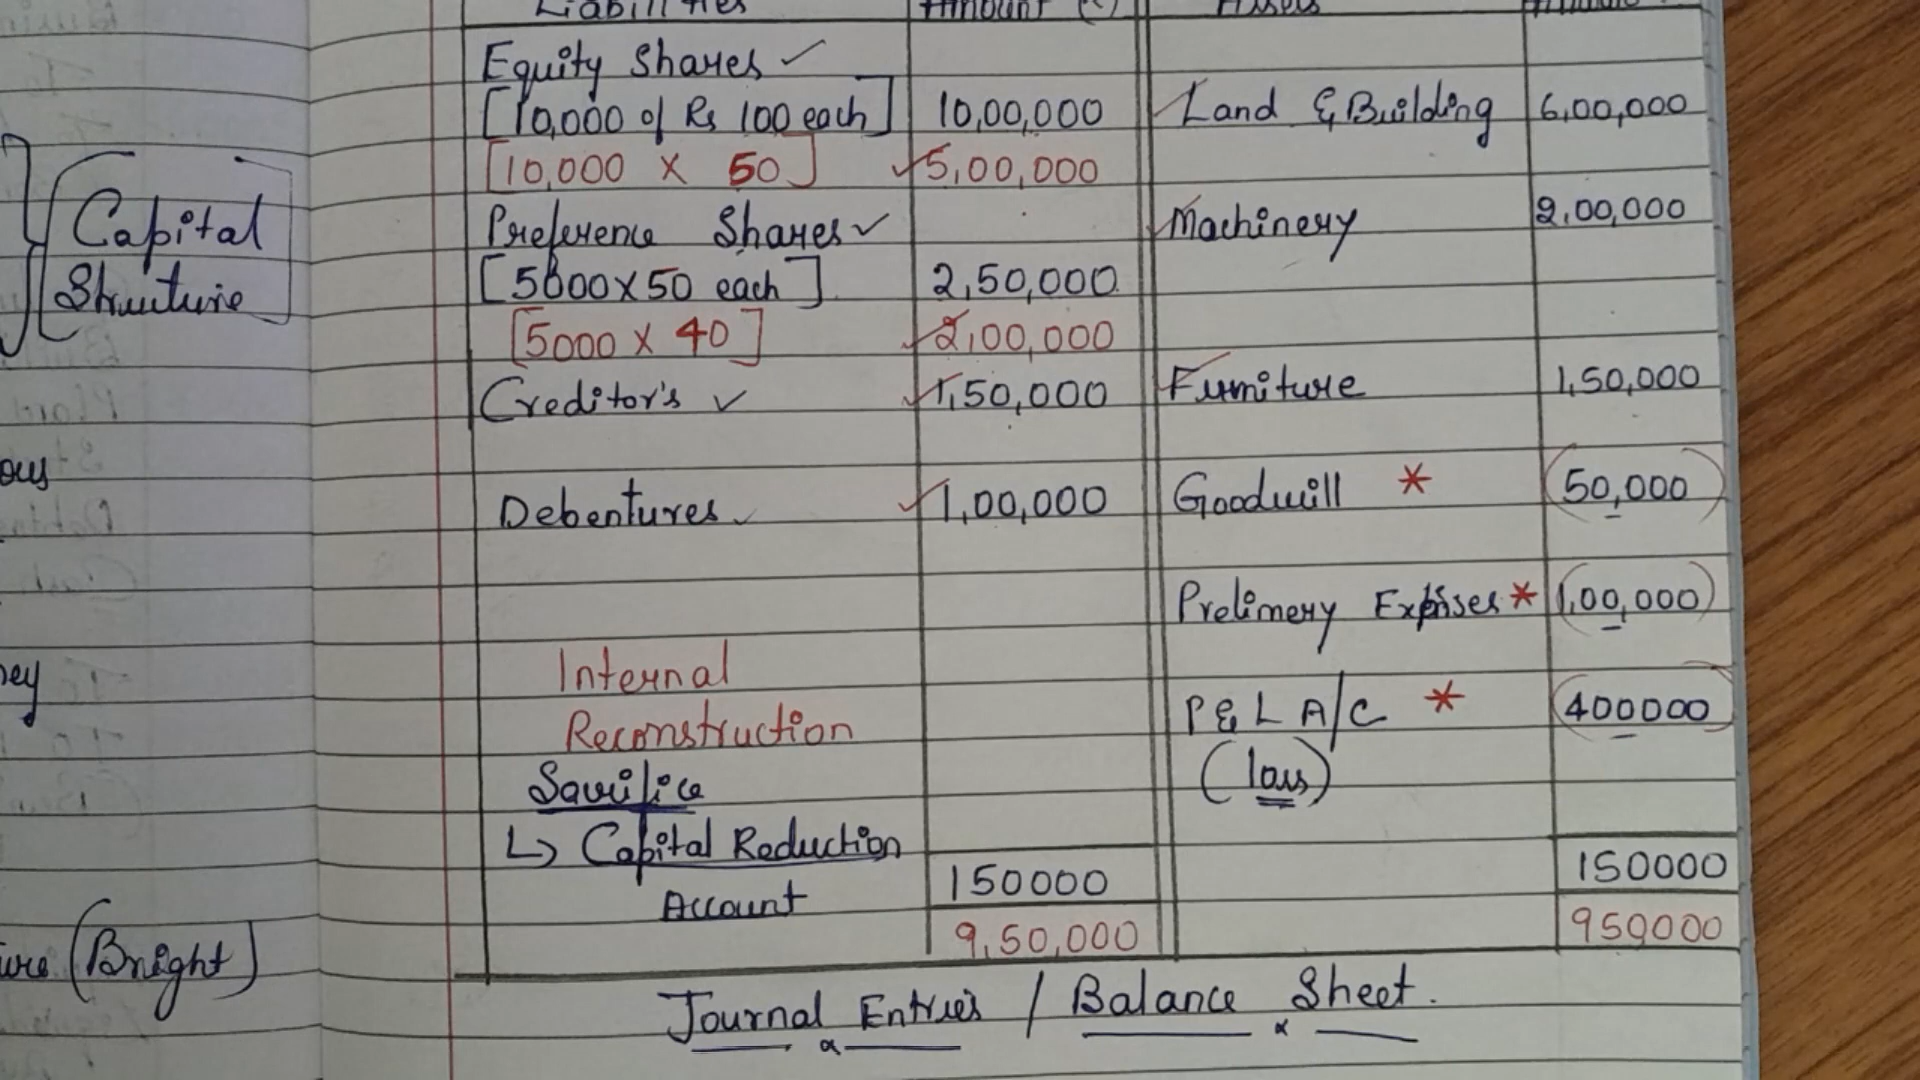 Liabilities Amount (₹) Assets
Equity Shares ✓
[10,000 of Rs 100 each] 10,00,000 Land & Building 6,00,000
[10,000 x 50] 5,00,000
Capital Structure
Preference Shares ✓ Machinery 2,00,000
[5000 x 50 each] 2,50,000
[5000 x 40] 2,00,000
Creditor's ✓ 1,50,000 Furniture 1,50,000
Goodwill * 50,000
Debentures 1,00,000
Prelimery Expenses * 1,00,000
Internal
Reconstruction
P & L A/C * 400000
(loss)
Sacrifice
↳ Capital Reduction
Account 150000 150000
9,50,000 950000
(Bright)
Journal Entries / Balance Sheet.